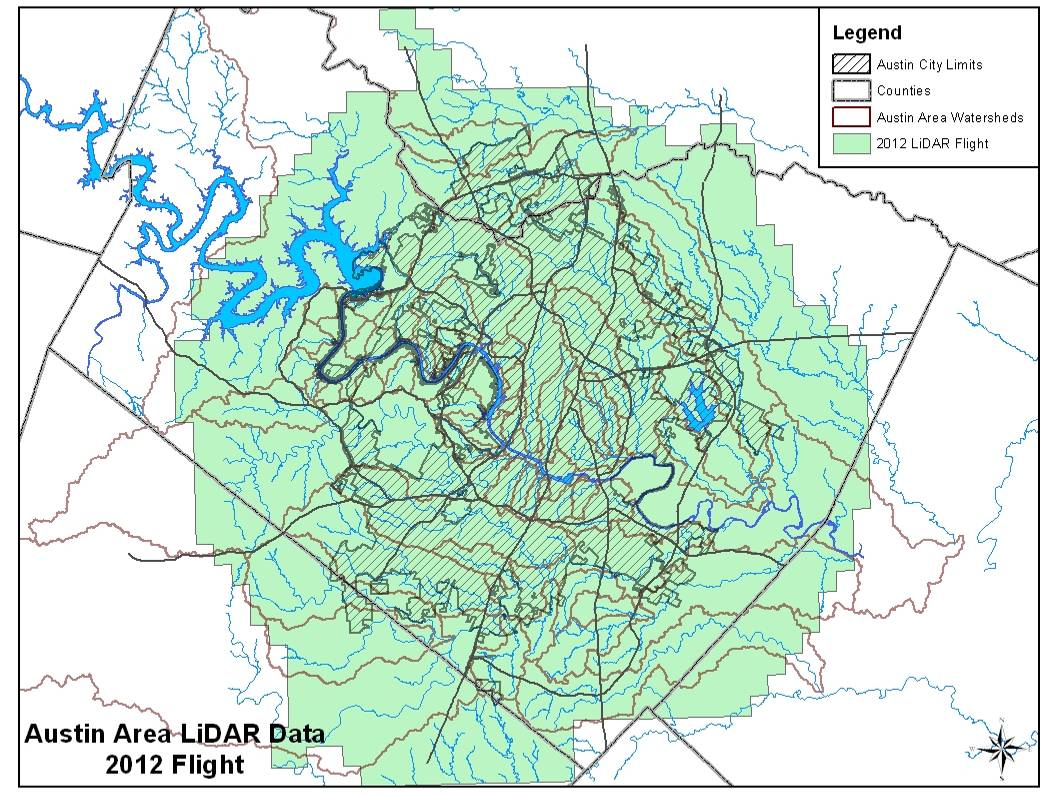 Legend
Austin City Limits
Counties
Austin Area Watersheds
2012 LiDAR Flight
Austin Area LiDAR Data
2012 Flight